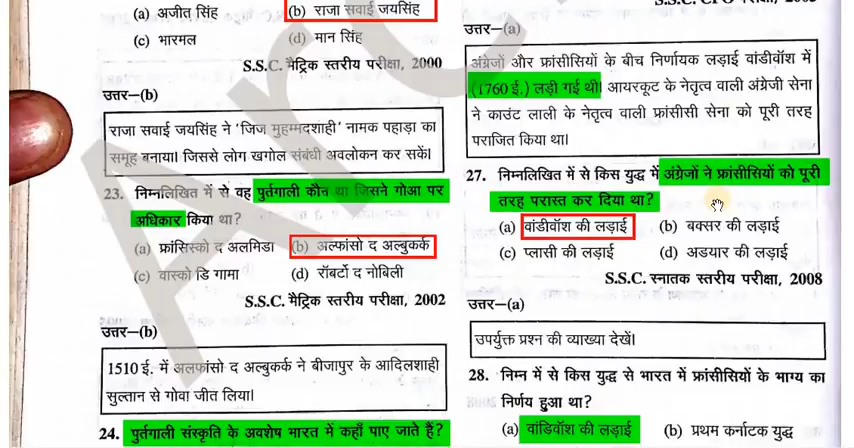 (a) अजीत सिंह (b) राजा सवाई जयसिंह
(c) भारमल (d) मान सिंह
S.S.C. मैट्रिक स्तरीय परीक्षा, 2000
उत्तर–(b)
राजा सवाई जयसिंह ने 'जिज मुहम्मदशाही' नामक पहाड़ा का
समूह बनाया। जिससे लोग खगोल संबंधी अवलोकन कर सकें।
23. निम्नलिखित में से वह पुर्तगाली कौन था जिसने गोआ पर
अधिकार किया था?
(a) फ्रांसिस्को द अलमिडा (b) अल्फांसो द अल्बुकर्क
(c) वास्को डि गामा (d) रॉबर्टो द नोबिली
S.S.C. मैट्रिक स्तरीय परीक्षा, 2002
उत्तर–(b)
1510 ई. में अलफांसो द अल्बुकर्क ने बीजापुर के आदिलशाही
सुल्तान से गोवा जीत लिया।
24. पुर्तगाली संस्कृति के अवशेष भारत में कहाँ पाए जाते हैं?
S.S.C. CPO परीक्षा, 2003
उत्तर–(a)
अंग्रेजों और फ्रांसीसियों के बीच निर्णायक लड़ाई वांडीवॉश में
(1760 ई.) लड़ी गई थी। आयरकूट के नेतृत्व वाली अंग्रेजी सेना
ने काउंट लाली के नेतृत्व वाली फ्रांसीसी सेना को पूरी तरह
पराजित किया था।
27. निम्नलिखित में से किस युद्ध में अंग्रेजों ने फ्रांसीसियों को पूरी
तरह परास्त कर दिया था?
(a) वांडीवॉश की लड़ाई (b) बक्सर की लड़ाई
(c) प्लासी की लड़ाई (d) अडयार की लड़ाई
S.S.C. स्नातक स्तरीय परीक्षा, 2008
उत्तर–(a)
उपर्युक्त प्रश्न की व्याख्या देखें।
28. निम्न में से किस युद्ध से भारत में फ्रांसीसियों के भाग्य का
निर्णय हुआ था?
(a) वांडिवॉश की लड़ाई (b) प्रथम कर्नाटक युद्ध